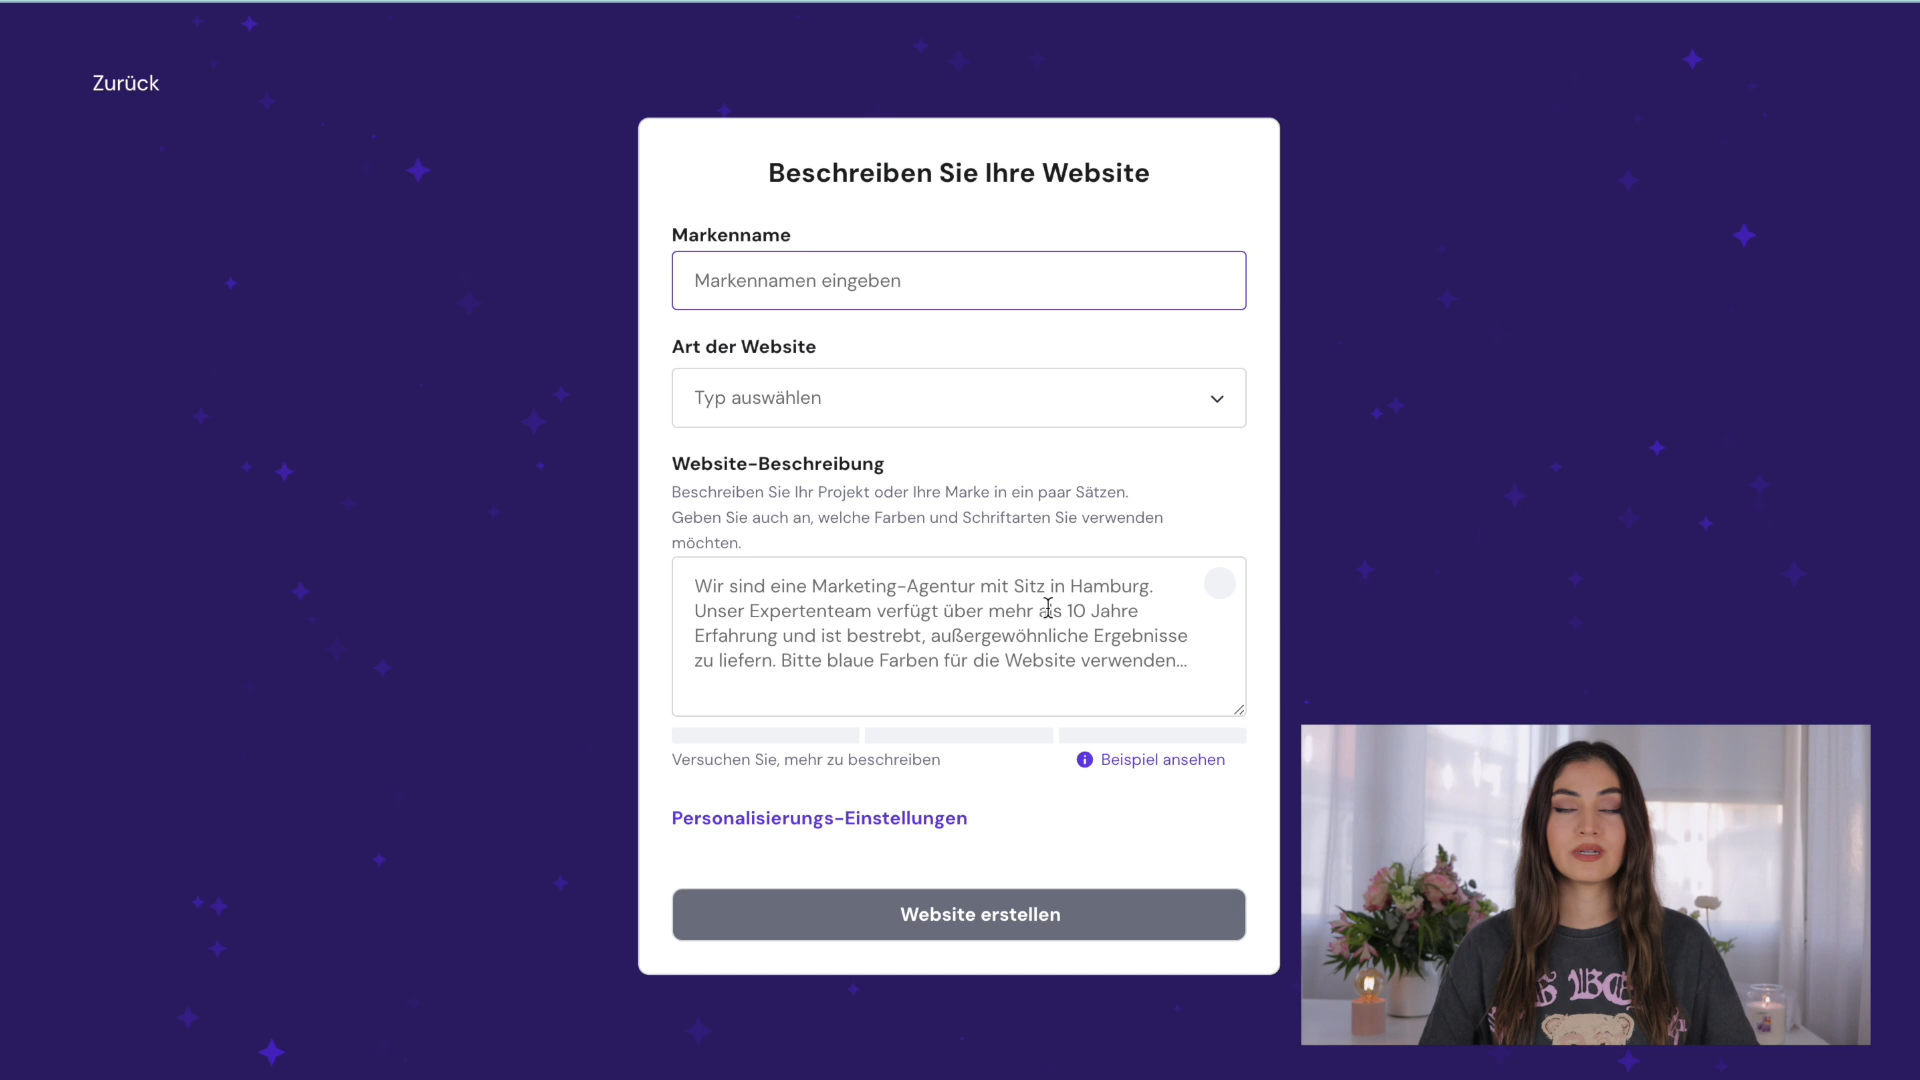 Zurück
Beschreiben Sie Ihre Website
Markenname
Markennamen eingeben
Art der Website
Typ auswählen
Website-Beschreibung
Beschreiben Sie Ihr Projekt oder Ihre Marke in ein paar Sätzen.
Geben Sie auch an, welche Farben und Schriftarten Sie verwenden
möchten.
Wir sind eine Marketing-Agentur mit Sitz in Hamburg.
Unser Expertenteam verfügt über mehr als 10 Jahre
Erfahrung und ist bestrebt, außergewöhnliche Ergebnisse
zu liefern. Bitte blaue Farben für die Website verwenden...
Versuchen Sie, mehr zu beschreiben
Beispiel ansehen
Personalisierungs-Einstellungen
Website erstellen